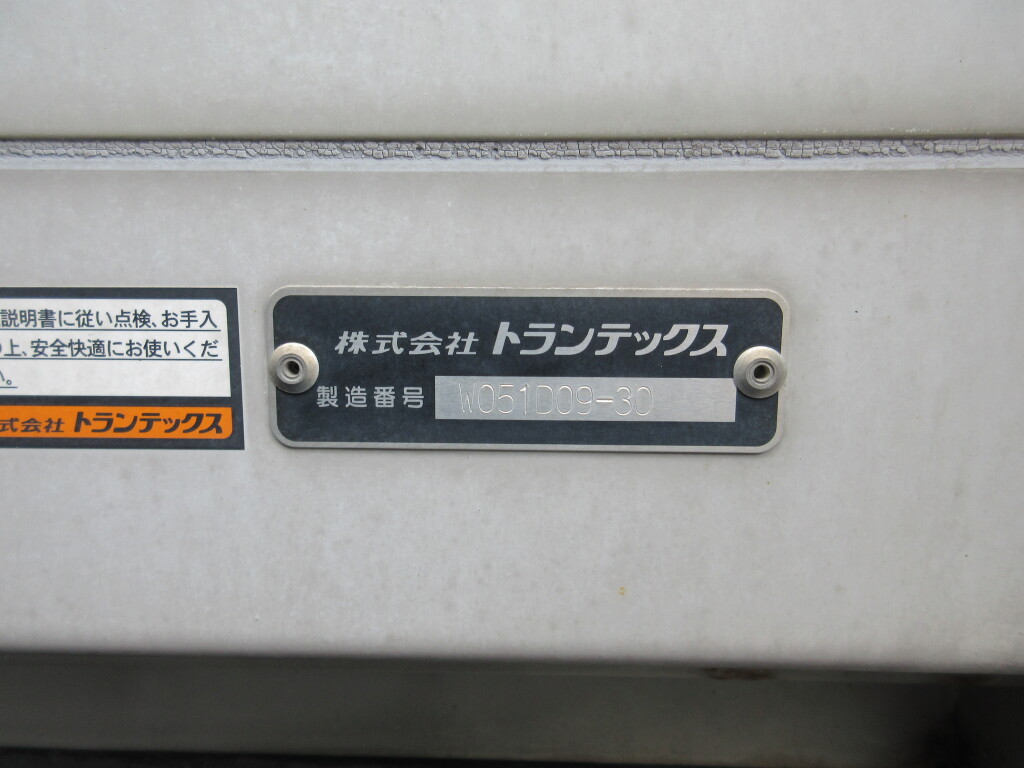 説明書に従い点検、お手入
上、安全快適にお使いくだ
い。
式会社 トランテックス
株式会社 トランテックス
製造番号 W051D09-30